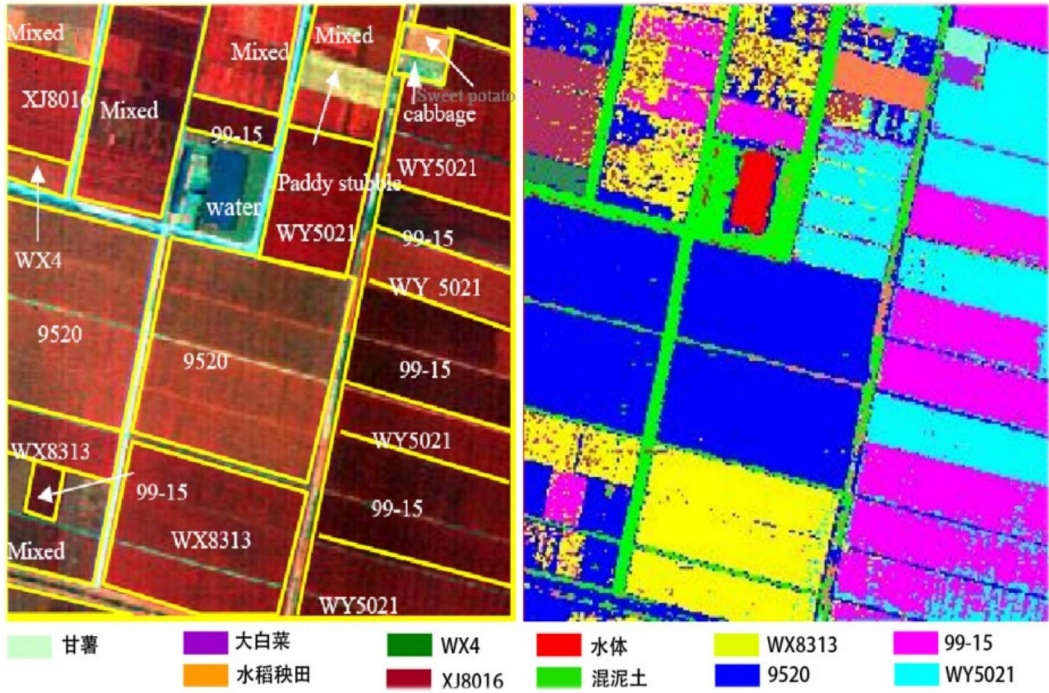 Mixed
Mixed
Mixed
XJ8016
Mixed
Sweet potato
cabbage
99-15
Paddy stubble
WY5021
water
WY5021
99-15
WX4
WY 5021
9520
9520
99-15
WX8313
WY5021
99-15
99-15
WX8313
Mixed
WY5021
甘薯
大白菜
WX4
水体
WX8313
99-15
水稻秧田
XJ8016
混泥土
9520
WY5021